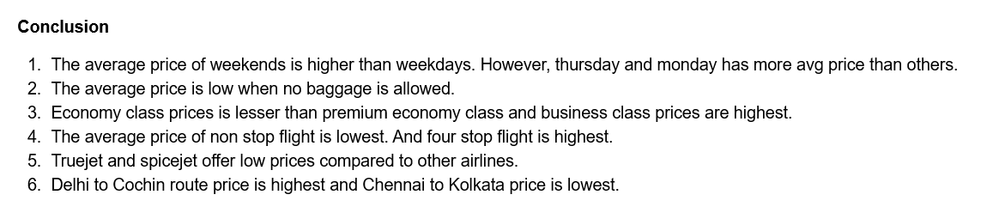 Conclusion
1. The average price of weekends is higher than weekdays. However, thursday and monday has more avg price than others.
2. The average price is low when no baggage is allowed.
3. Economy class prices is lesser than premium economy class and business class prices are highest.
4. The average price of non stop flight is lowest. And four stop flight is highest.
5. Truejet and spicejet offer low prices compared to other airlines.
6. Delhi to Cochin route price is highest and Chennai to Kolkata price is lowest.